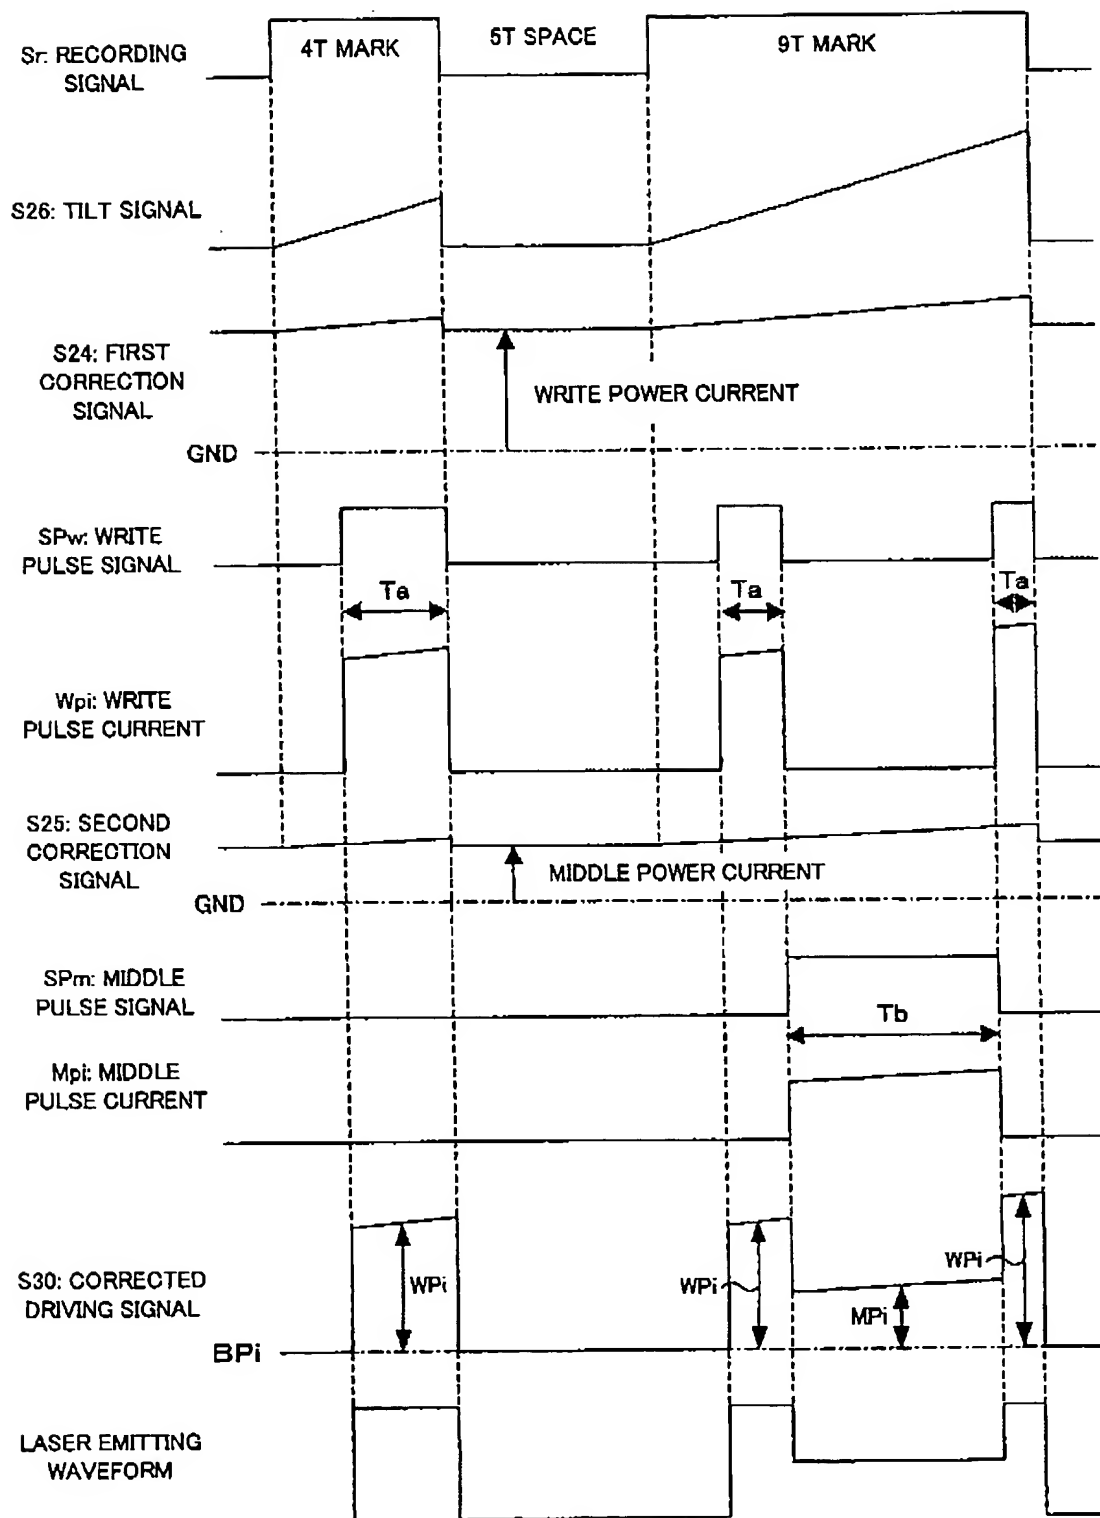 4T MARK
5T SPACE
9T MARK
Sr: RECORDING
SIGNAL
S26: TILT SIGNAL
S24: FIRST
CORRECTION
SIGNAL
WRITE POWER CURRENT
GND
SPw: WRITE
PULSE SIGNAL
Ta
Ta
Ta
Wpi: WRITE
PULSE CURRENT
S25: SECOND
CORRECTION
SIGNAL
MIDDLE POWER CURRENT
GND
SPm: MIDDLE
PULSE SIGNAL
Tb
Mpi: MIDDLE
PULSE CURRENT
S30: CORRECTED
DRIVING SIGNAL
WPi
WPi
MPi
WPi
BPi
LASER EMITTING
WAVEFORM